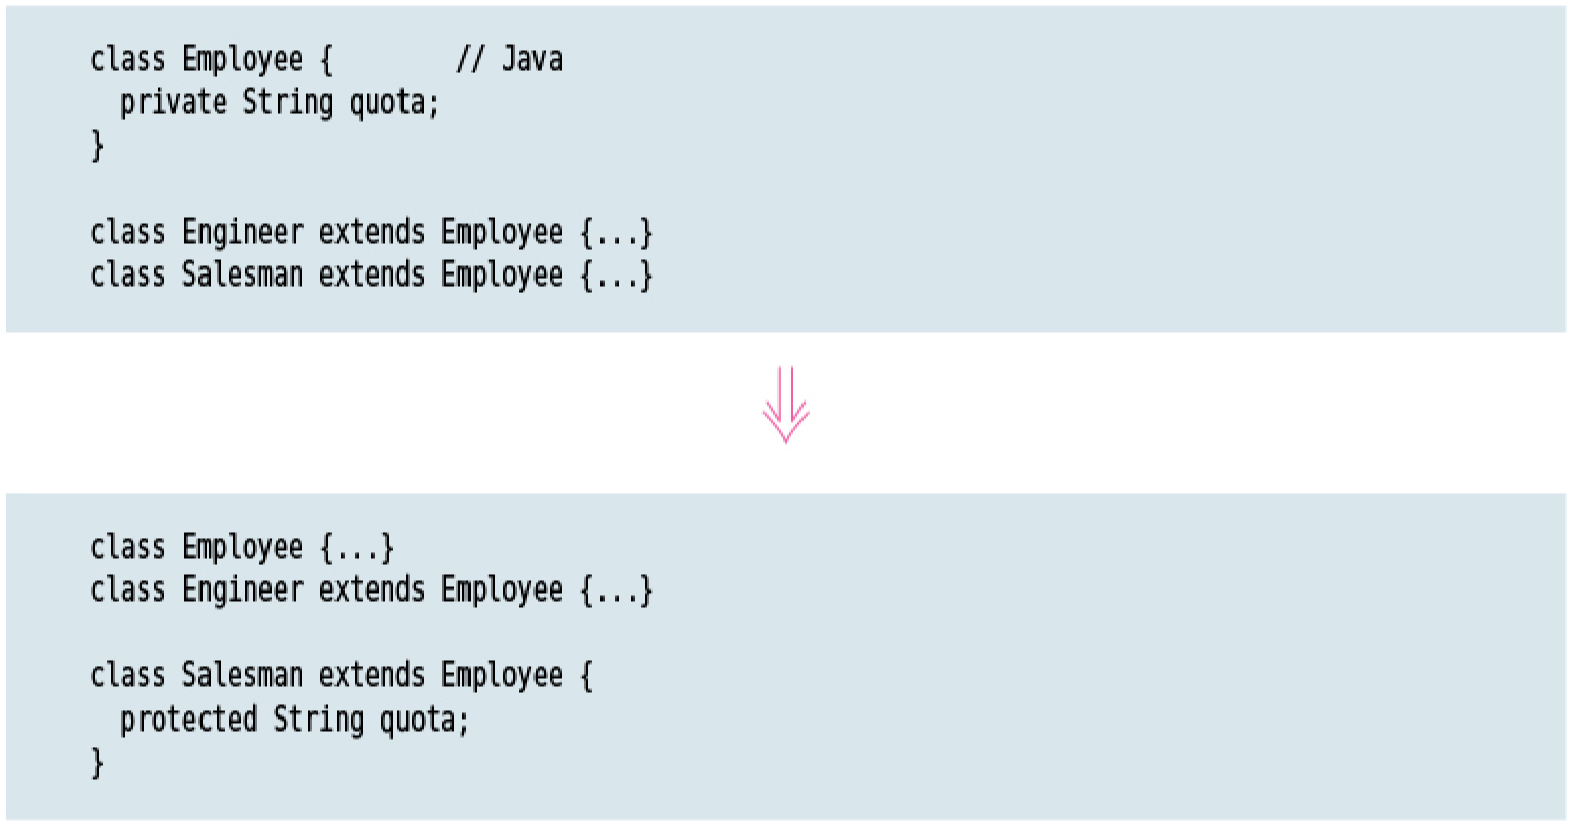 class Employee {        // Java
  private String quota;
}
class Engineer extends Employee {...}
class Salesman extends Employee {...}
class Employee {...}
class Engineer extends Employee {...}
class Salesman extends Employee {
  protected String quota;
}